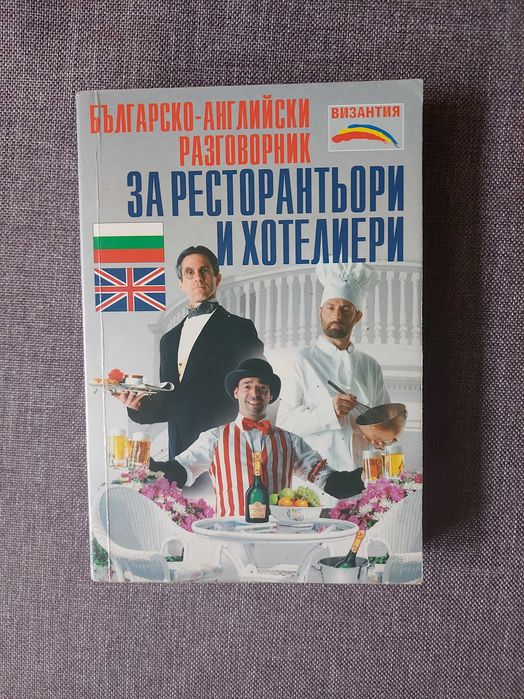 БЪЛГАРСКО-АНГЛИЙСКИ
РАЗГОВОРНИК
ВИЗАНТИЯ
ЗА РЕСТОРАНТЬОРИ
И ХОТЕЛИЕРИ